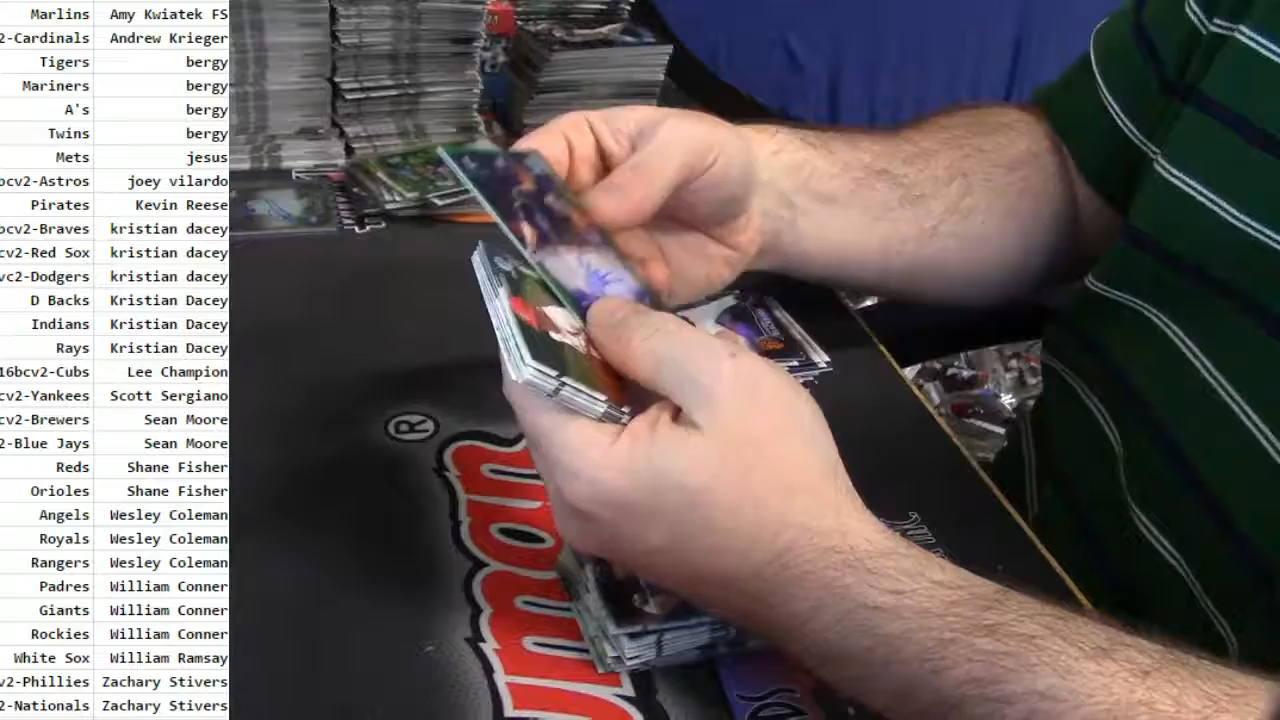 Marlins Amy Kwiatek FS
2-Cardinals Andrew Krieger
Tigers bergy
Mariners bergy
A's bergy
Twins bergy
Mets jesus
bcv2-Astros joey vilardo
Pirates Kevin Reese
bcv2-Braves kristian dacey
cv2-Red Sox kristian dacey
vc2-Dodgers kristian dacey
D Backs Kristian Dacey
Indians Kristian Dacey
Rays Kristian Dacey
16bcv2-Cubs Lee Champion
cv2-Yankees Scott Sergiano
cv2-Brewers Sean Moore
2-Blue Jays Sean Moore
Reds Shane Fisher
Orioles Shane Fisher
Angels Wesley Coleman
Royals Wesley Coleman
Rangers Wesley Coleman
Padres William Conner
Giants William Conner
Rockies William Conner
White Sox William Ramsay
v2-Phillies Zachary Stivers
2-Nationals Zachary Stivers
wman ®